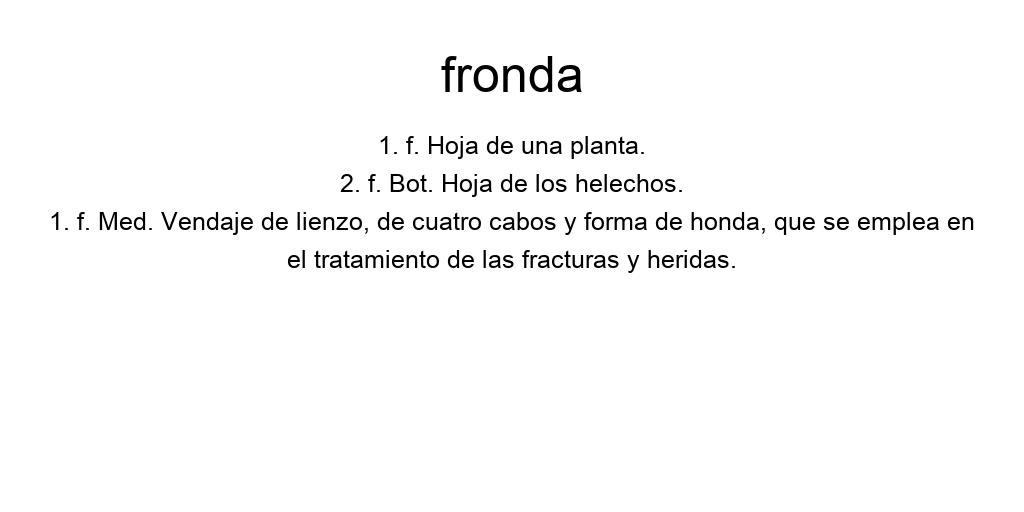 fronda
1. f. Hoja de una planta.
2. f. Bot. Hoja de los helechos.
1. f. Med. Vendaje de lienzo, de cuatro cabos y forma de honda, que se emplea en
el tratamiento de las fracturas y heridas.